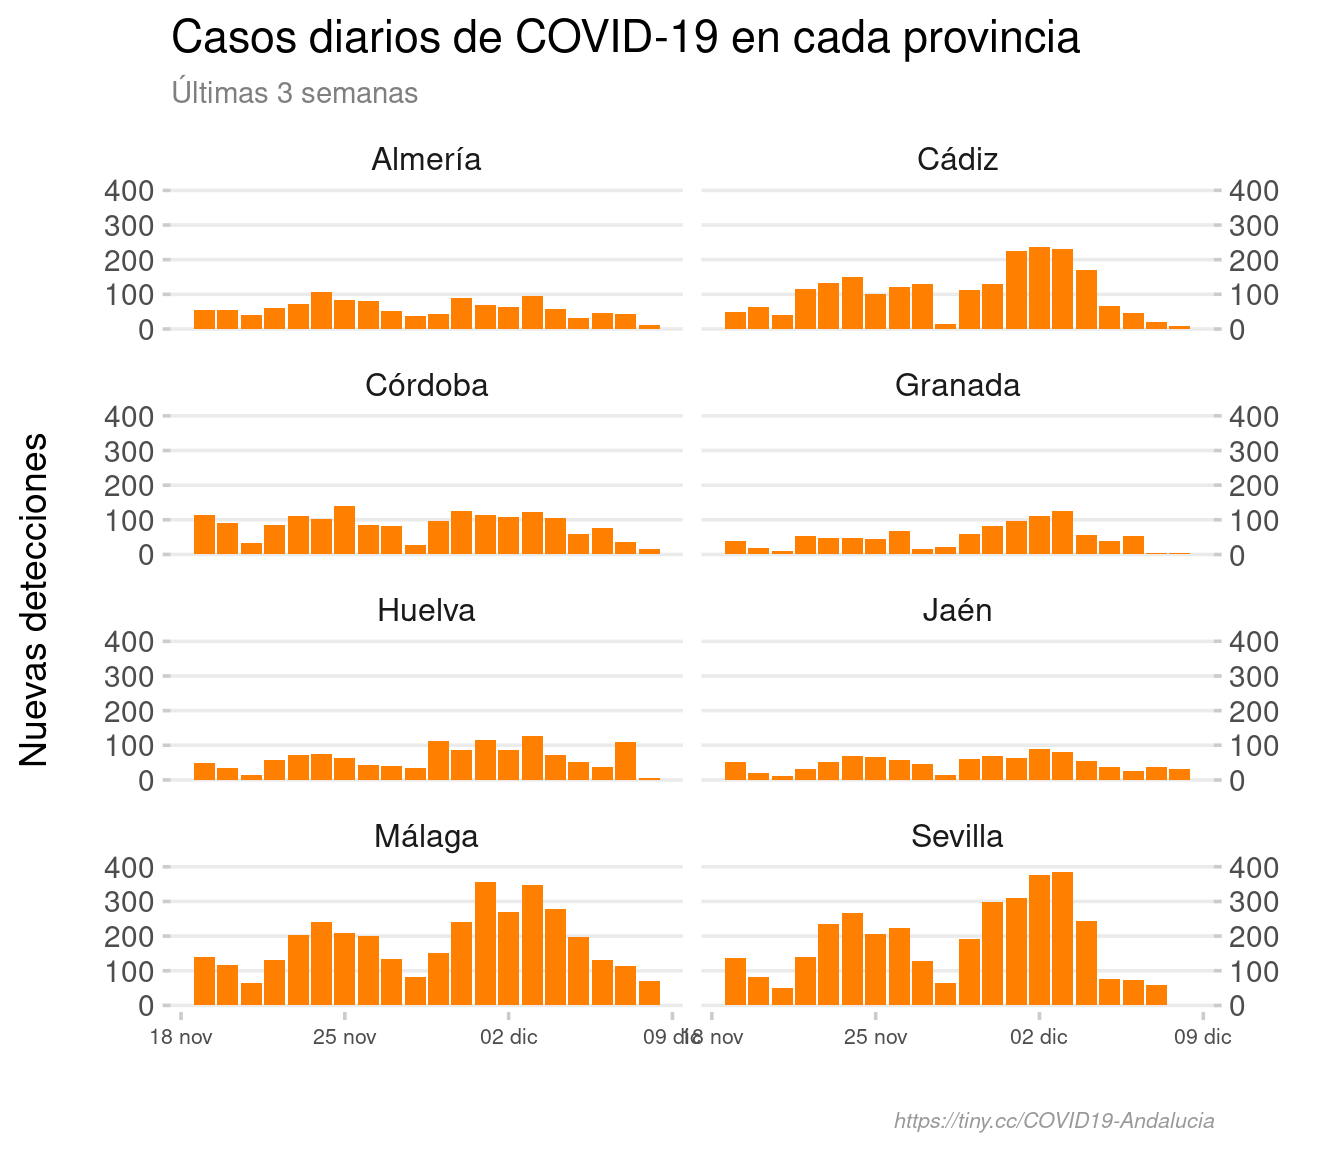 Casos diarios de COVID-19 en cada provincia
Últimas 3 semanas
Nuevas detecciones
Almería
Cádiz
400
300
200
100
0
400
300
200
100
0
Córdoba
Granada
400
300
200
100
0
400
300
200
100
0
Huelva
Jaén
400
300
200
100
0
400
300
200
100
0
Málaga
Sevilla
400
300
200
100
0
400
300
200
100
0
18 nov 25 nov 02 dic 09 dic
18 nov 25 nov 02 dic 09 dic
https://tiny.cc/COVID19-Andalucia